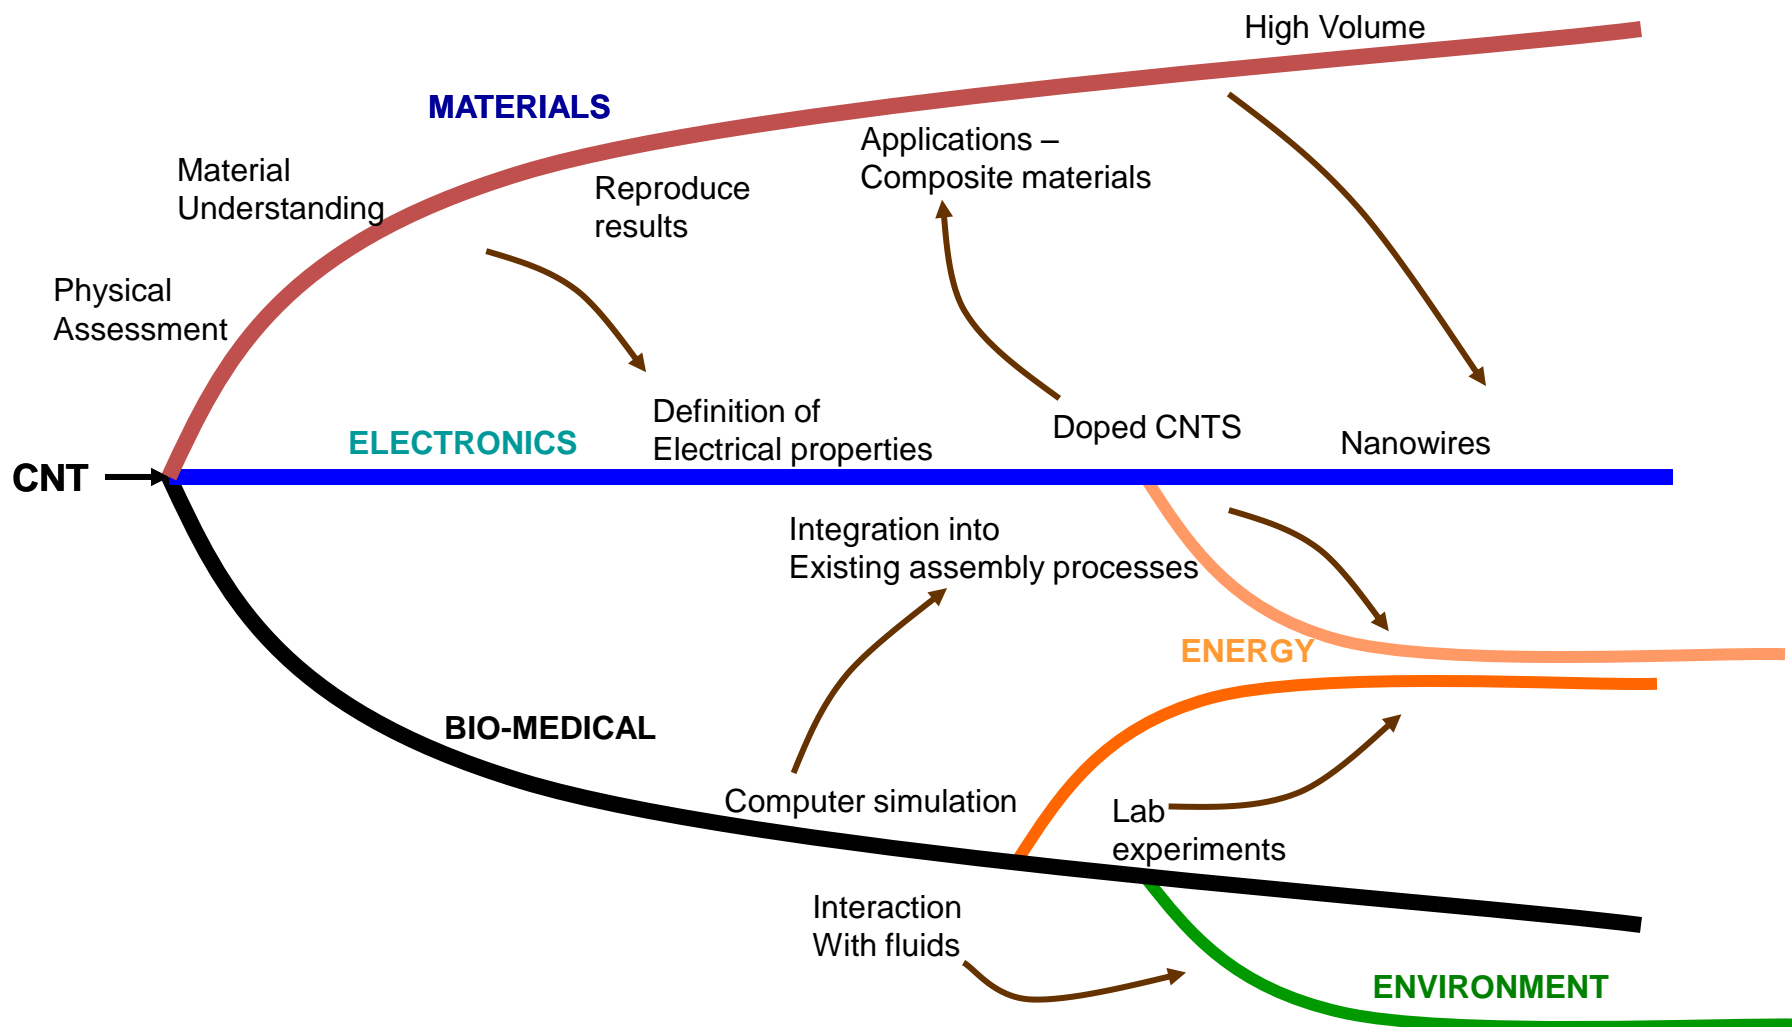 High Volume
MATERIALS
Applications –
Composite materials
Material
Understanding
Reproduce
results
Physical
Assessment
Definition of
Electrical properties
Doped CNTS
Nanowires
ELECTRONICS
CNT
Integration into
Existing assembly processes
ENERGY
BIO-MEDICAL
Computer simulation
Lab
experiments
Interaction
With fluids
ENVIRONMENT